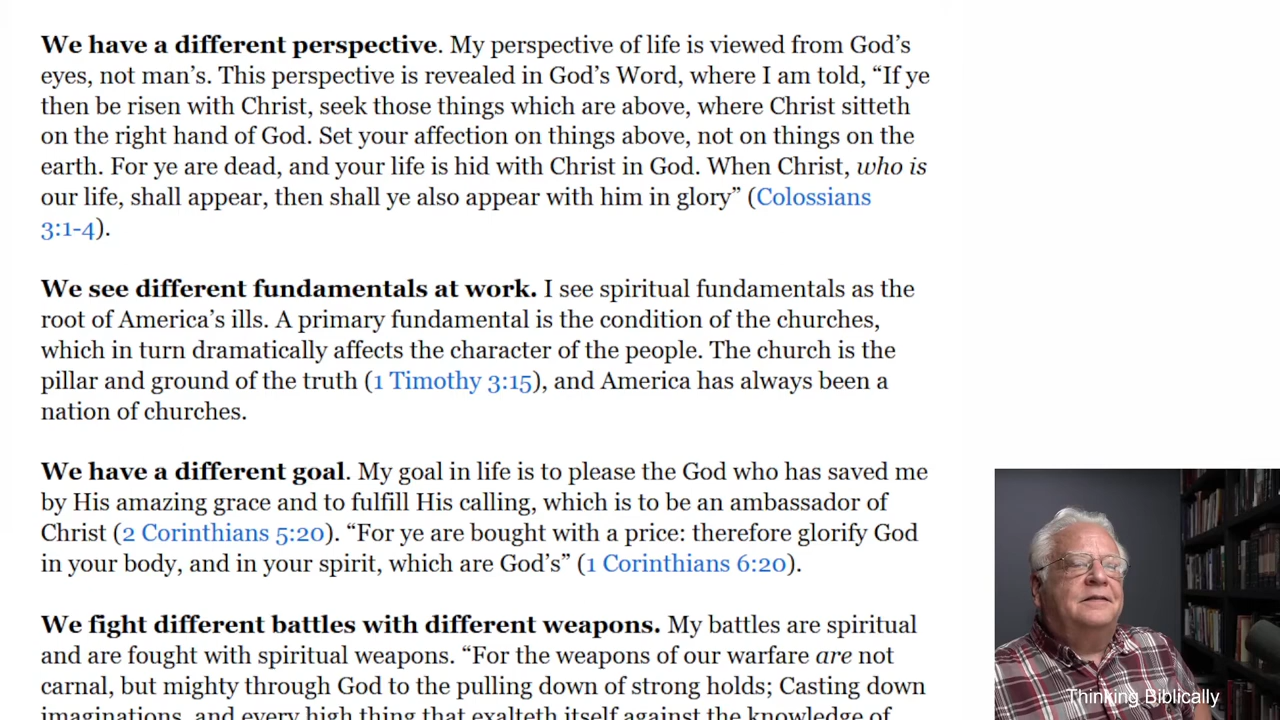 We have a different perspective. My perspective of life is viewed from God’s
eyes, not man’s. This perspective is revealed in God’s Word, where I am told, “If ye
then be risen with Christ, seek those things which are above, where Christ sitteth
on the right hand of God. Set your affection on things above, not on things on the
earth. For ye are dead, and your life is hid with Christ in God. When Christ, who is
our life, shall appear, then shall ye also appear with him in glory” (Colossians
3:1-4).
We see different fundamentals at work. I see spiritual fundamentals as the
root of America’s ills. A primary fundamental is the condition of the churches,
which in turn dramatically affects the character of the people. The church is the
pillar and ground of the truth (1 Timothy 3:15), and America has always been a
nation of churches.
We have a different goal. My goal in life is to please the God who has saved me
by His amazing grace and to fulfill His calling, which is to be an ambassador of
Christ (2 Corinthians 5:20). “For ye are bought with a price: therefore glorify God
in your body, and in your spirit, which are God’s” (1 Corinthians 6:20).
We fight different battles with different weapons. My battles are spiritual
and are fought with spiritual weapons. “For the weapons of our warfare are not
carnal, but mighty through God to the pulling down of strong holds; Casting down
imaginations, and every high thing that exalteth itself against the knowledge of
Thinking Biblically